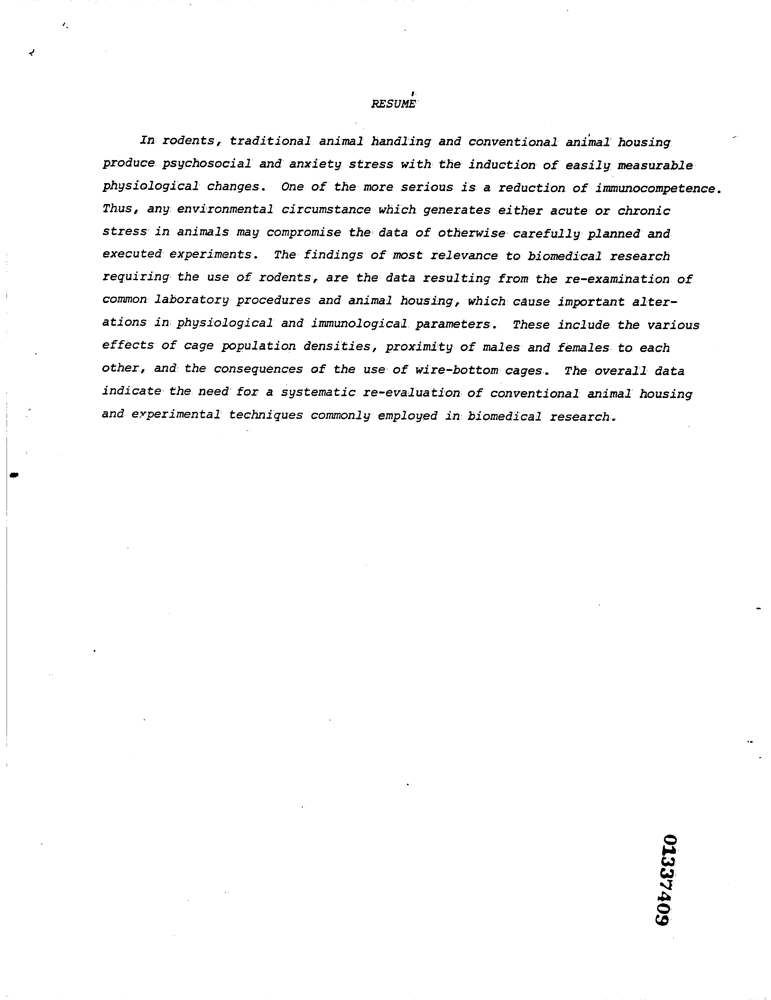 RESUMÉ
In rodents, traditional animal handling and conventional animal housing
produce psychosocial and anxiety stress with the induction of easily measurable
physiological changes. One of the more serious is a reduction of immunocompetence.
Thus, any environmental circumstance which generates either acute or chronic
stress in animals may compromise the data of otherwise carefully planned and
executed experiments. The findings of most relevance to biomedical research
requiring the use of rodents, are the data resulting from the re-examination of
common laboratory procedures and animal housing, which cause important alter-
ations in physiological and immunological parameters. These include the various
effects of cage population densities, proximity of males and females to each
other, and the consequences of the use of wire-bottom cages. The overall data
indicate the need for a systematic re-evaluation of conventional animal housing
and experimental techniques commonly employed in biomedical research.
01337409